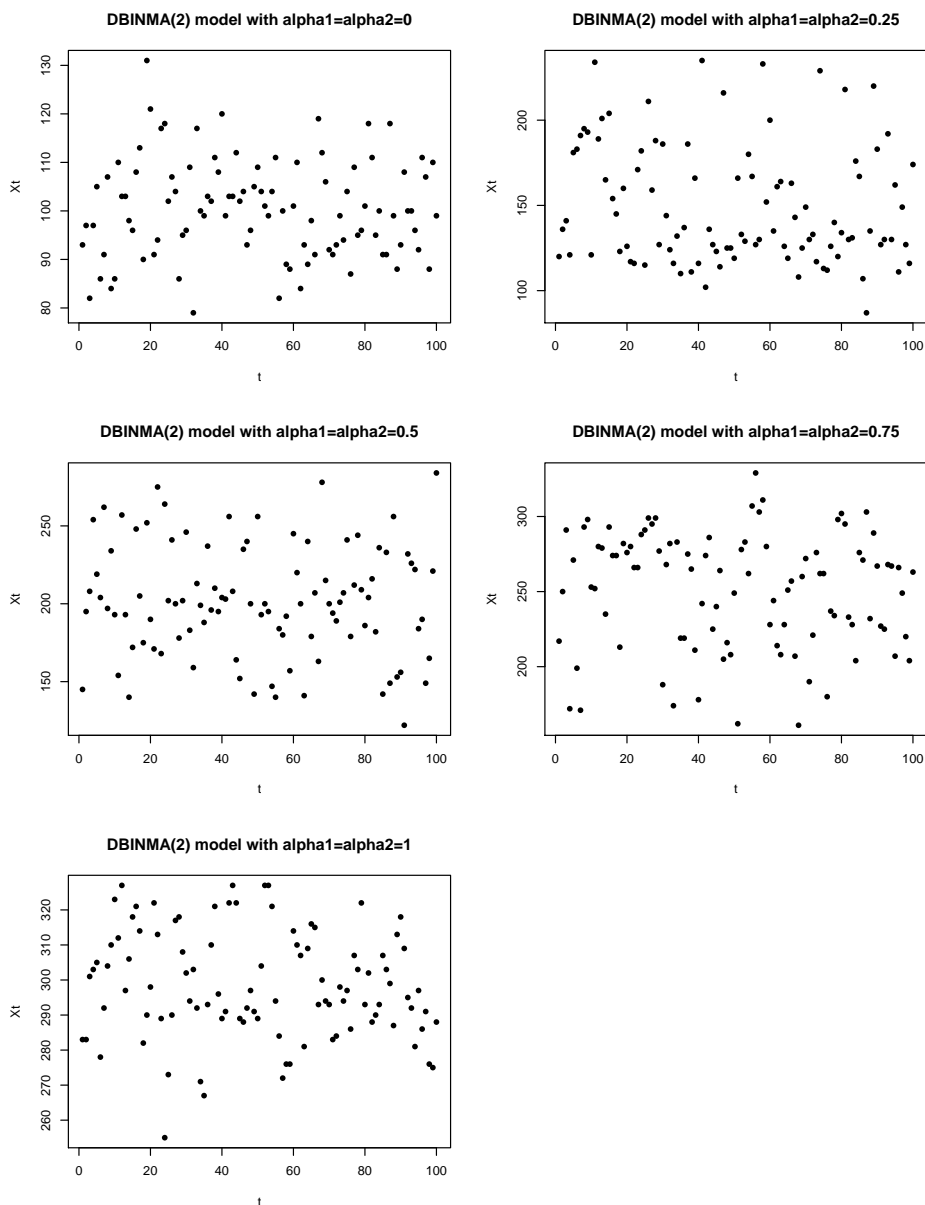 DBINMA(2) model with alpha1=alpha2=0
Xt
130
120
110
100
90
80
0 20 40 60 80 100
t
DBINMA(2) model with alpha1=alpha2=0.25
Xt
200
150
100
0 20 40 60 80 100
t
DBINMA(2) model with alpha1=alpha2=0.5
Xt
250
200
150
0 20 40 60 80 100
t
DBINMA(2) model with alpha1=alpha2=0.75
Xt
300
250
200
0 20 40 60 80 100
t
DBINMA(2) model with alpha1=alpha2=1
Xt
320
310
300
290
280
270
260
0 20 40 60 80 100
t